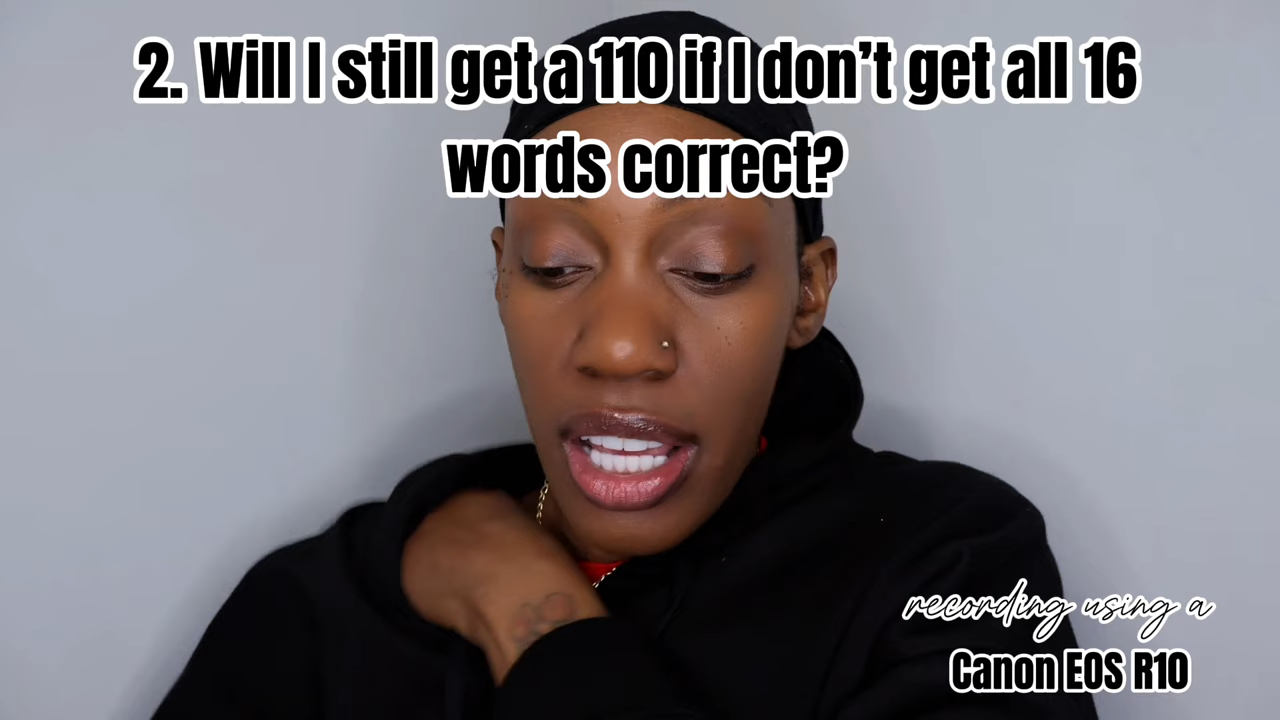 2. Will I still get a 110 if I don't get all 16
words correct?
recording using a
Canon EOS R10